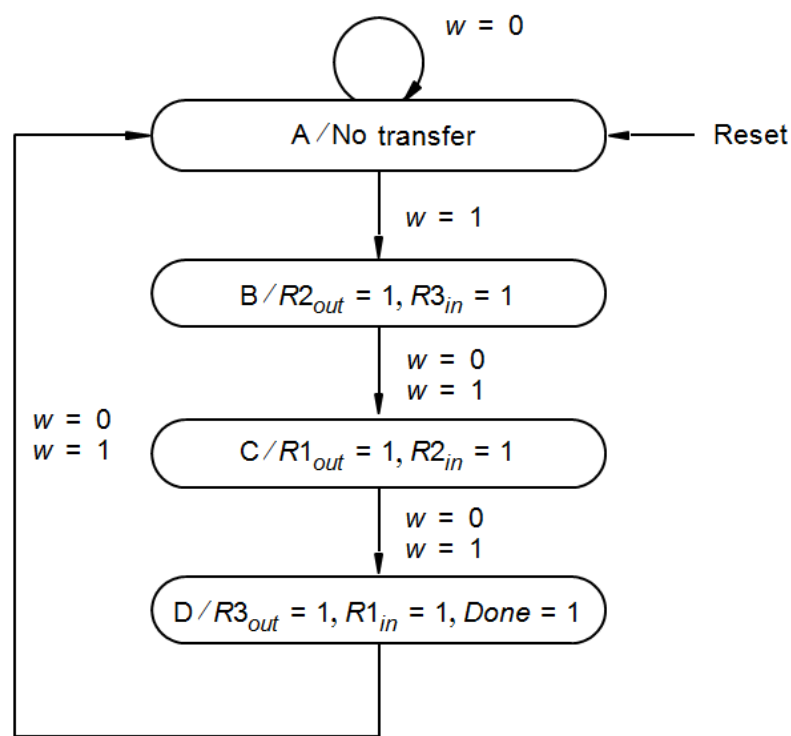 w = 0
A/No transfer
Reset
w = 1
B/R2out = 1, R3in = 1
w = 0
w = 1
w = 0
w = 1
C/R1out = 1, R2in = 1
w = 0
w = 1
D/R3out = 1, R1in = 1, Done = 1